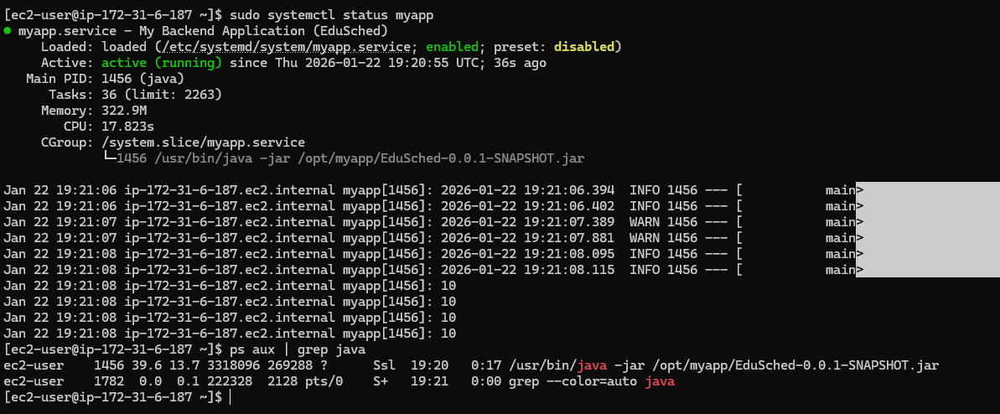 [ec2-user@ip-172-31-6-187 ~]$ sudo systemctl status myapp
● myapp.service - My Backend Application (EduSched)
     Loaded: loaded (/etc/systemd/system/myapp.service; enabled; preset: disabled)
     Active: active (running) since Thu 2026-01-22 19:20:55 UTC; 36s ago
   Main PID: 1456 (java)
      Tasks: 36 (limit: 2263)
     Memory: 322.9M
        CPU: 17.823s
     CGroup: /system.slice/myapp.service
             └─1456 /usr/bin/java -jar /opt/myapp/EduSched-0.0.1-SNAPSHOT.jar
Jan 22 19:21:06 ip-172-31-6-187.ec2.internal myapp[1456]: 2026-01-22 19:21:06.394  INFO 1456 --- [           main>
Jan 22 19:21:06 ip-172-31-6-187.ec2.internal myapp[1456]: 2026-01-22 19:21:06.402  INFO 1456 --- [           main>
Jan 22 19:21:07 ip-172-31-6-187.ec2.internal myapp[1456]: 2026-01-22 19:21:07.389  WARN 1456 --- [           main>
Jan 22 19:21:07 ip-172-31-6-187.ec2.internal myapp[1456]: 2026-01-22 19:21:07.881  WARN 1456 --- [           main>
Jan 22 19:21:08 ip-172-31-6-187.ec2.internal myapp[1456]: 2026-01-22 19:21:08.095  INFO 1456 --- [           main>
Jan 22 19:21:08 ip-172-31-6-187.ec2.internal myapp[1456]: 2026-01-22 19:21:08.115  INFO 1456 --- [           main>
Jan 22 19:21:08 ip-172-31-6-187.ec2.internal myapp[1456]: 10
Jan 22 19:21:08 ip-172-31-6-187.ec2.internal myapp[1456]: 10
Jan 22 19:21:08 ip-172-31-6-187.ec2.internal myapp[1456]: 10
Jan 22 19:21:08 ip-172-31-6-187.ec2.internal myapp[1456]: 10
[ec2-user@ip-172-31-6-187 ~]$ ps aux | grep java
ec2-user    1456 39.6 13.7 3318096 269288 ?      Ssl  19:20   0:17 /usr/bin/java -jar /opt/myapp/EduSched-0.0.1-SNAPSHOT.jar
ec2-user    1782  0.0  0.1 222328  2128 pts/0    S+   19:21   0:00 grep --color=auto java
[ec2-user@ip-172-31-6-187 ~]$